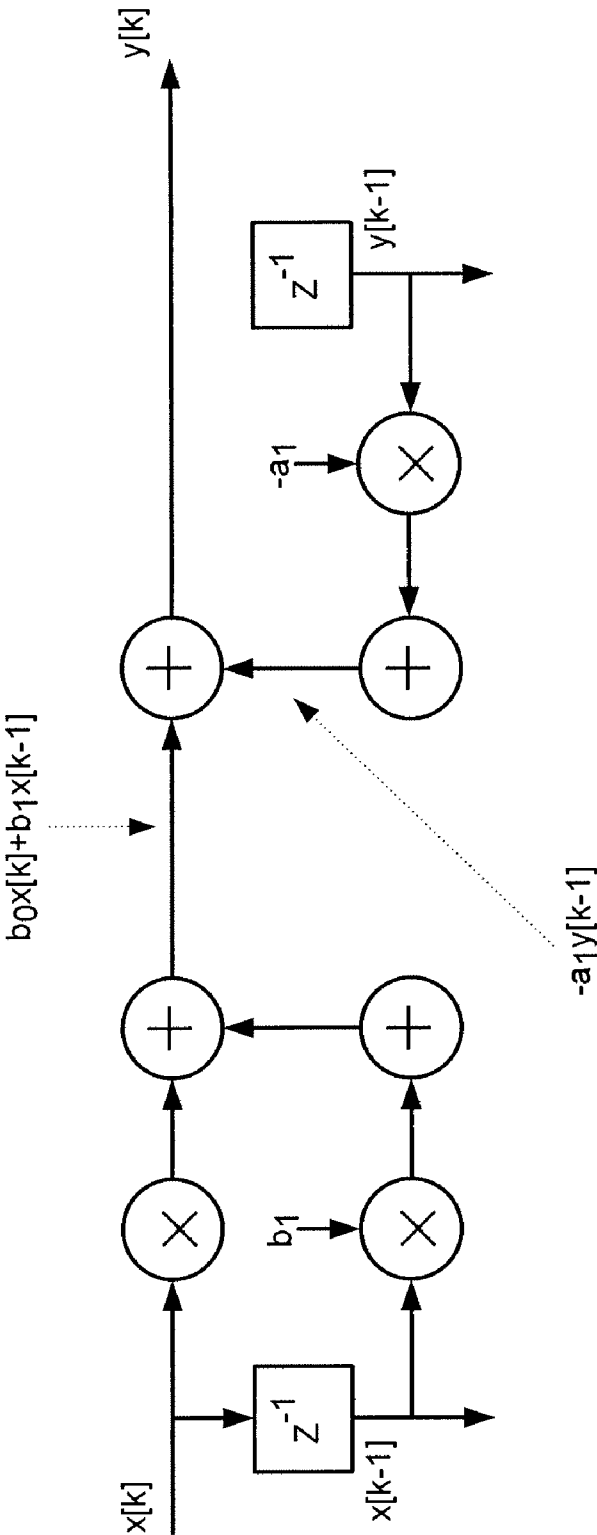 x[k]
y[k]
b0x[k]+b1x[k-1]
×
+
+
z-1
z-1
x[k-1]
b1
×
+
+
-a1
×
y[k-1]
-a1y[k-1]